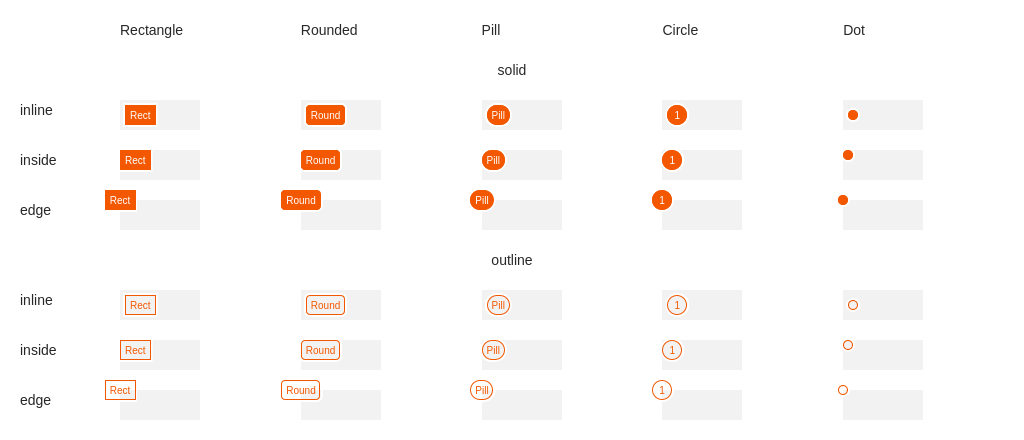 Rectangle Rounded Pill Circle Dot
solid
inline Rect Round Pill 1
inside Rect Round Pill 1
edge Rect Round Pill 1
outline
inline Rect Round Pill 1
inside Rect Round Pill 1
edge Rect Round Pill 1